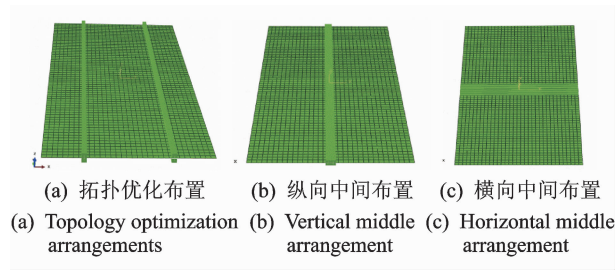 (a) 拓扑优化布置
(b) 纵向中间布置
(c) 横向中间布置
(a) Topology optimization
arrangements
(b) Vertical middle
arrangement
(c) Horizontal middle
arrangement